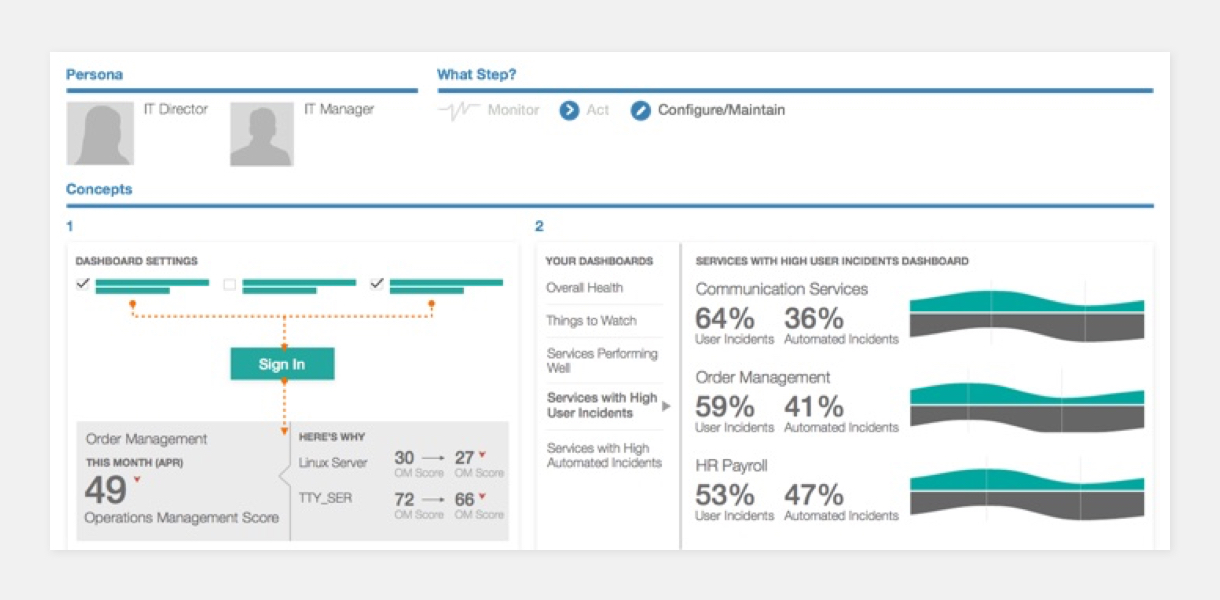 Persona
What Step?
IT Director
IT Manager
Monitor
Act
Configure/Maintain
Concepts
1
2
DASHBOARD SETTINGS
Sign In
Order Management
THIS MONTH (APR)
49
Operations Management Score
HERE'S WHY
Linux Server
30
27
OM Score
OM Score
TTY_SER
72
66
OM Score
OM Score
YOUR DASHBOARDS
Overall Health
Things to Watch
Services Performing
Well
Services with High
User Incidents
Services with High
Automated Incidents
SERVICES WITH HIGH USER INCIDENTS DASHBOARD
Communication Services
64% 36%
User Incidents Automated Incidents
Order Management
59% 41%
User Incidents Automated Incidents
HR Payroll
53% 47%
User Incidents Automated Incidents